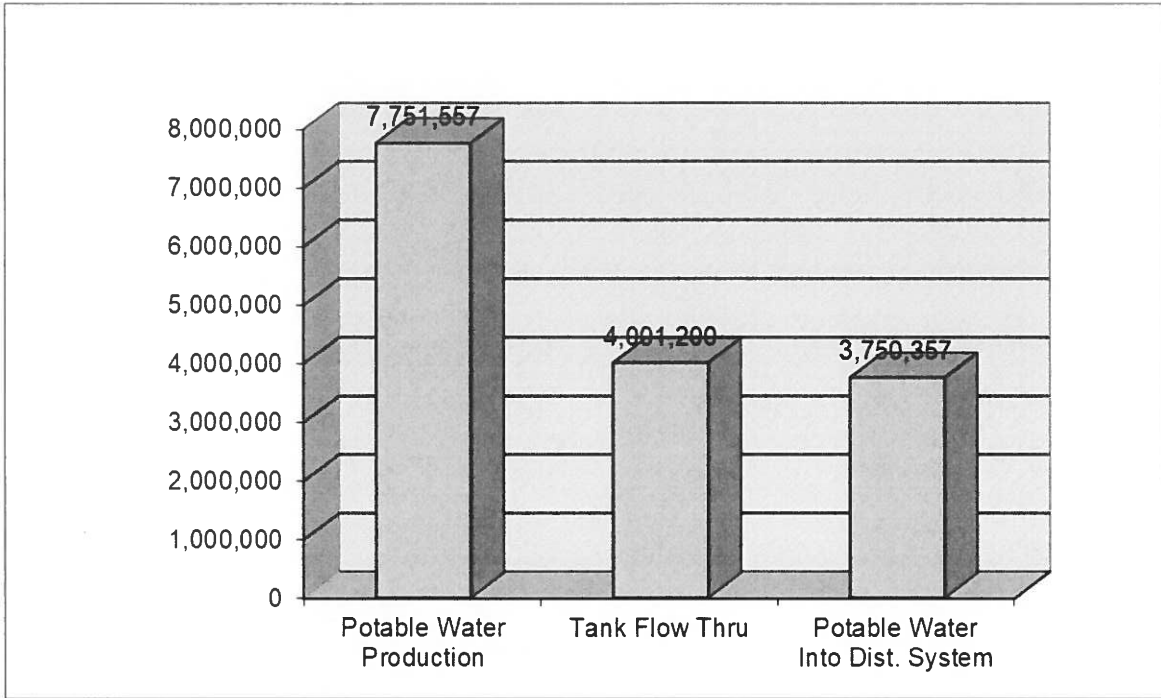 7,751,557
8,000,000
7,000,000
6,000,000
5,000,000
4,001,200
3,750,357
4,000,000
3,000,000
2,000,000
1,000,000
0
Potable Water
Production
Tank Flow Thru
Potable Water
Into Dist. System